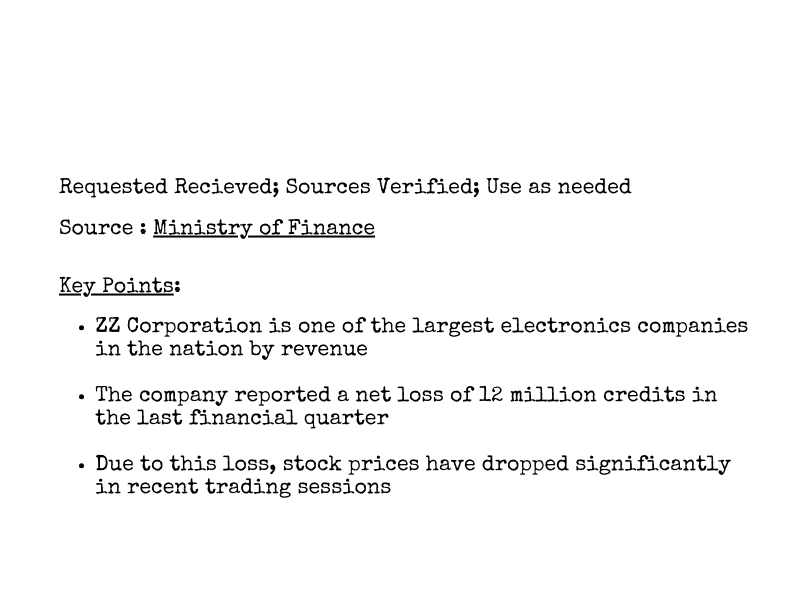 Requested Recieved; Sources Verified; Use as needed
Source : Ministry of Finance
Key Points:
• ZZ Corporation is one of the largest electronics companies
in the nation by revenue
• The company reported a net loss of 12 million credits in
the last financial quarter
• Due to this loss, stock prices have dropped significantly
in recent trading sessions